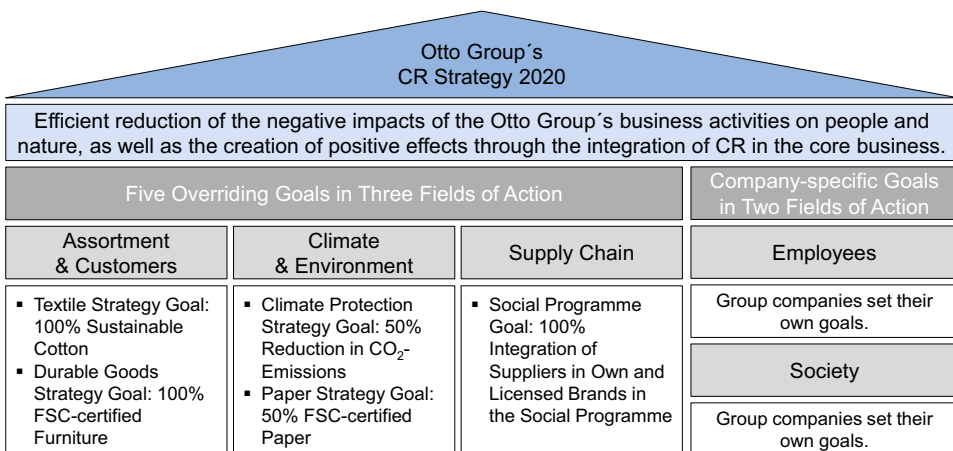 Otto Group´s
CR Strategy 2020
Efficient reduction of the negative impacts of the Otto Group´s business activities on people and
nature, as well as the creation of positive effects through the integration of CR in the core business.
Five Overriding Goals in Three Fields of Action
Company-specific Goals
in Two Fields of Action
Assortment
& Customers
Climate
& Environment
Supply Chain
Employees
▪ Textile Strategy Goal:
100% Sustainable
Cotton
▪ Durable Goods
Strategy Goal: 100%
FSC-certified
Furniture
▪ Climate Protection
Strategy Goal: 50%
Reduction in CO₂-
Emissions
▪ Paper Strategy Goal:
50% FSC-certified
Paper
▪ Social Programme
Goal: 100%
Integration of
Suppliers in Own and
Licensed Brands in
the Social Programme
Group companies set their
own goals.
Society
Group companies set their
own goals.